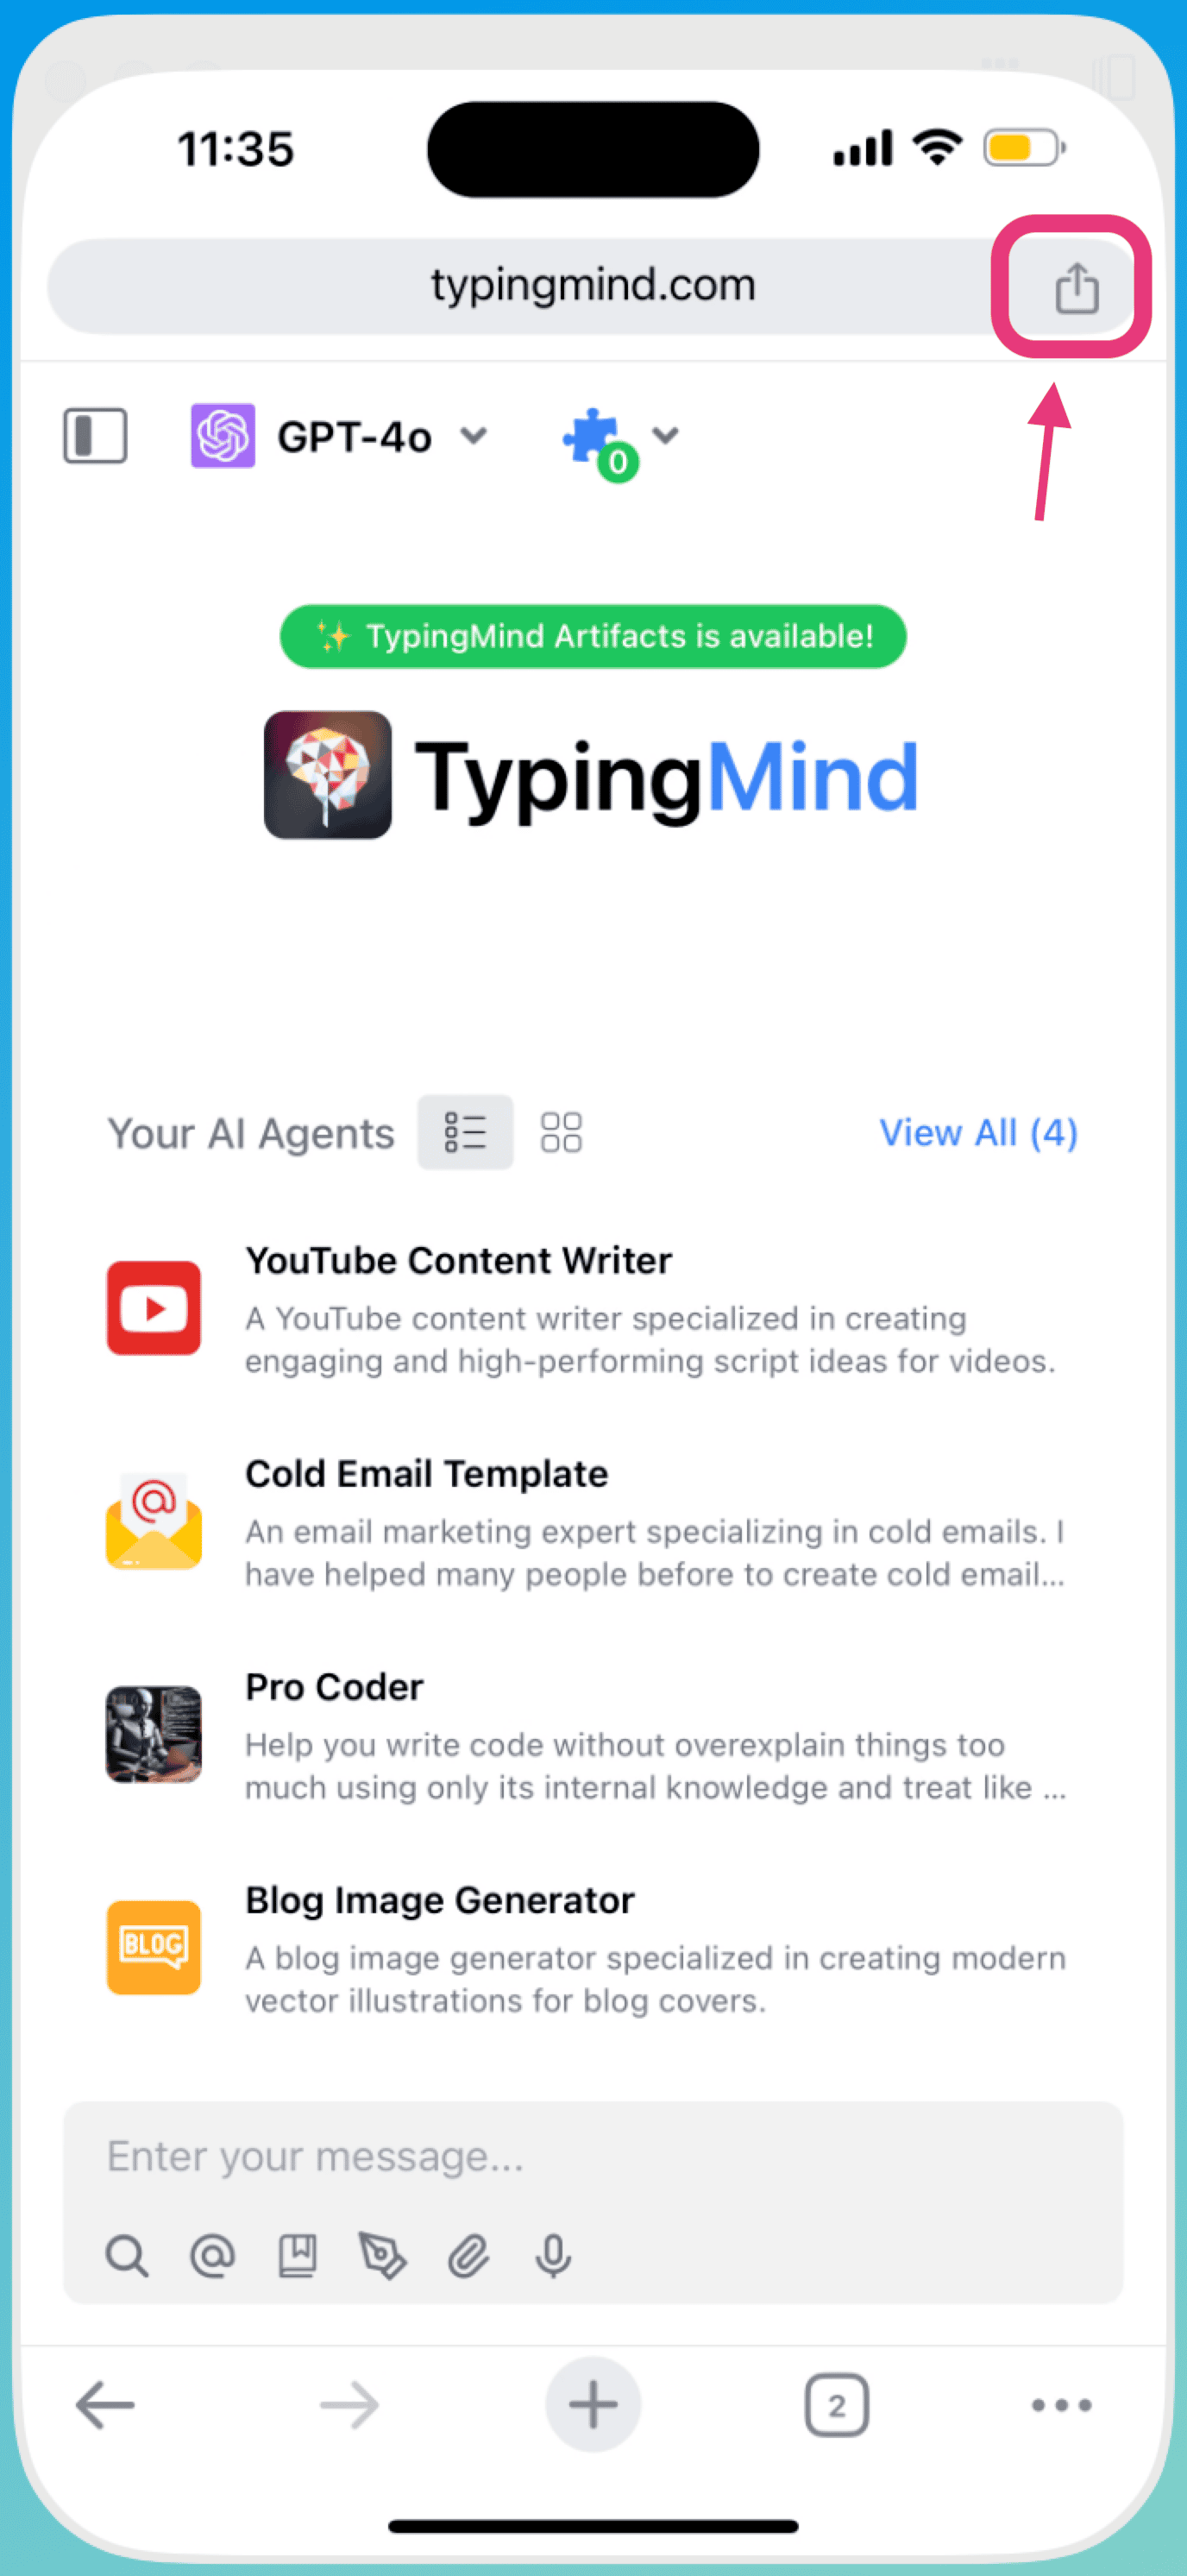 11:35
typingmind.com
GPT-4o
0
✨ TypingMind Artifacts is available!
TypingMind
Your AI Agents
View All (4)
YouTube Content Writer
A YouTube content writer specialized in creating
engaging and high-performing script ideas for videos.
Cold Email Template
An email marketing expert specializing in cold emails. I
have helped many people before to create cold email...
Pro Coder
Help you write code without overexplain things too
much using only its internal knowledge and treat like ...
BLOG
Blog Image Generator
A blog image generator specialized in creating modern
vector illustrations for blog covers.
Enter your message...
2